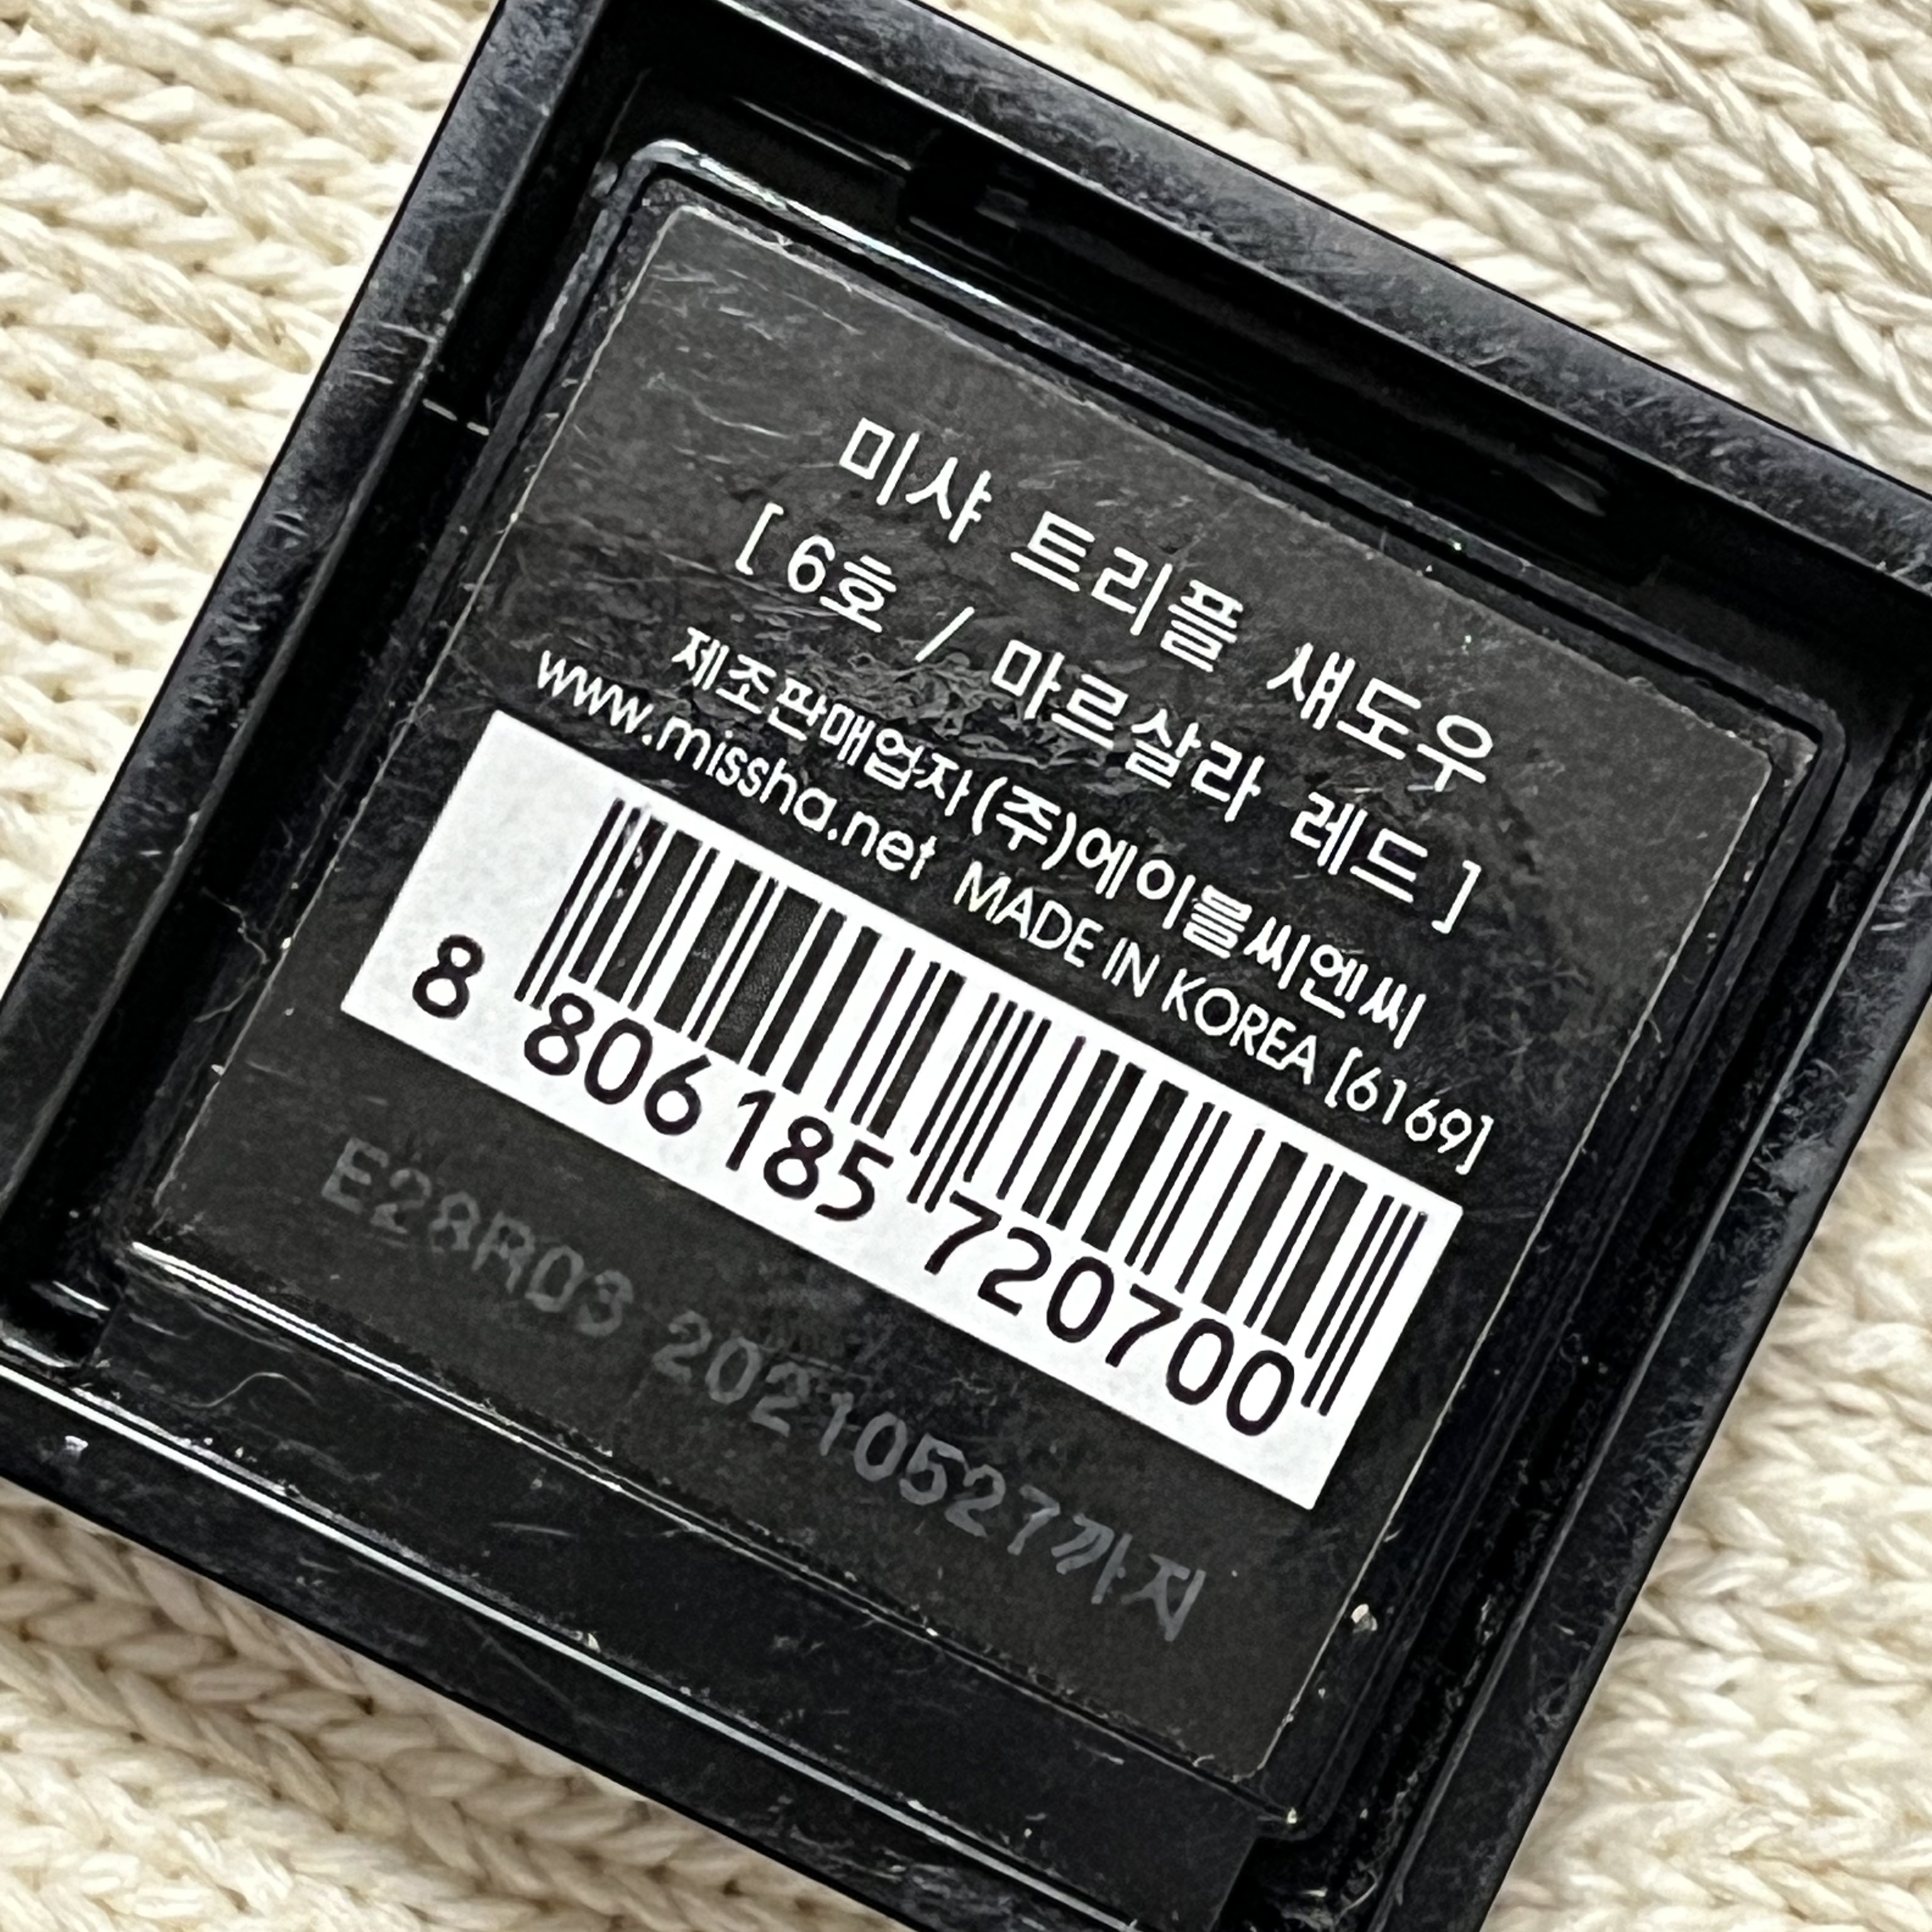 미샤 트리플 섀도우
[ 6호 / 마르살라 레드 ]
제조판매업자(주)에이블씨엔씨
www.missha.net MADE IN KOREA [6169]
8 806185 720700
E28R03 20210527까지